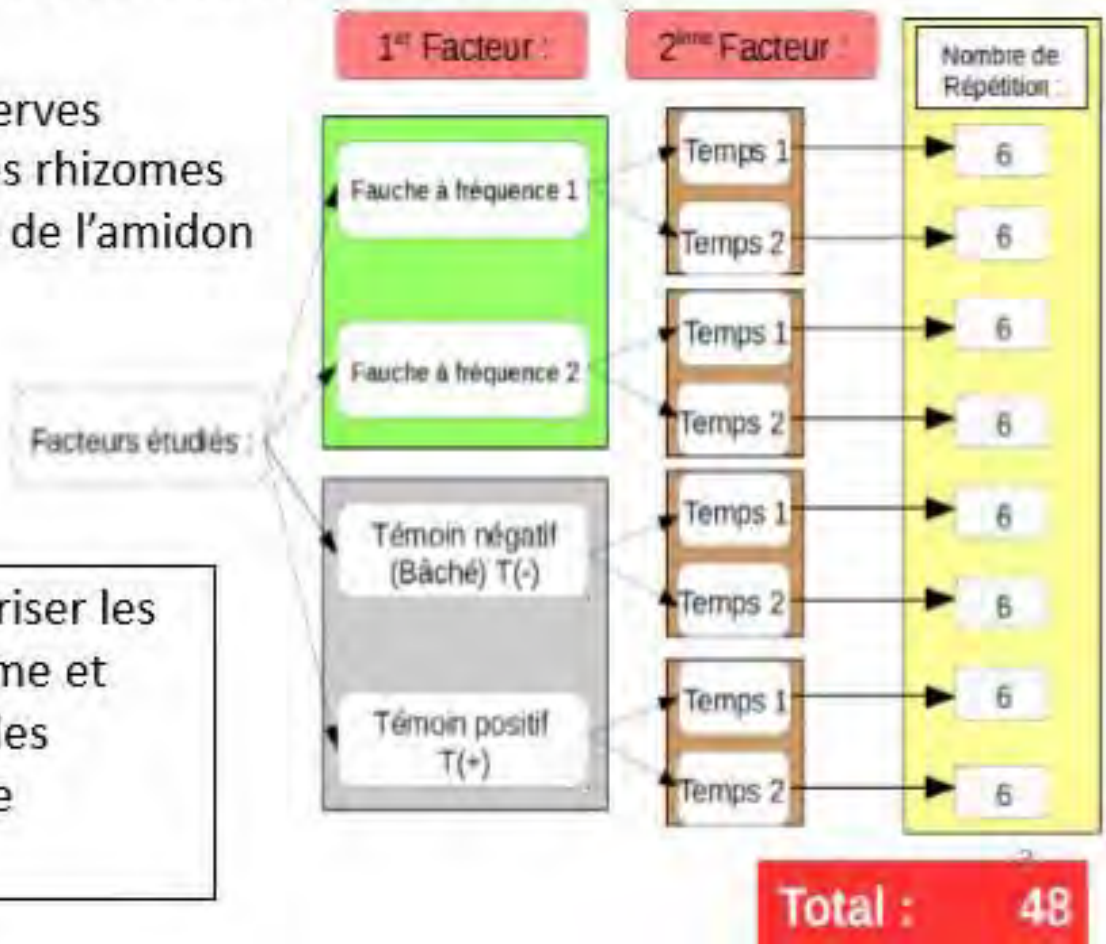 erves
s rhizomes
de l'amidon
riser les
me et
les
e
1er Facteur :
2ème Facteur :
Nombre de
Répétition :
Facteurs étudiés :
Fauche à fréquence 1
Temps 1
6
Temps 2
6
Fauche à fréquence 2
Temps 1
6
Temps 2
6
Témoin négatif
(Bâché) T(-)
Temps 1
6
Temps 2
6
Témoin positif
T(+)
Temps 1
6
Temps 2
6
Total : 48